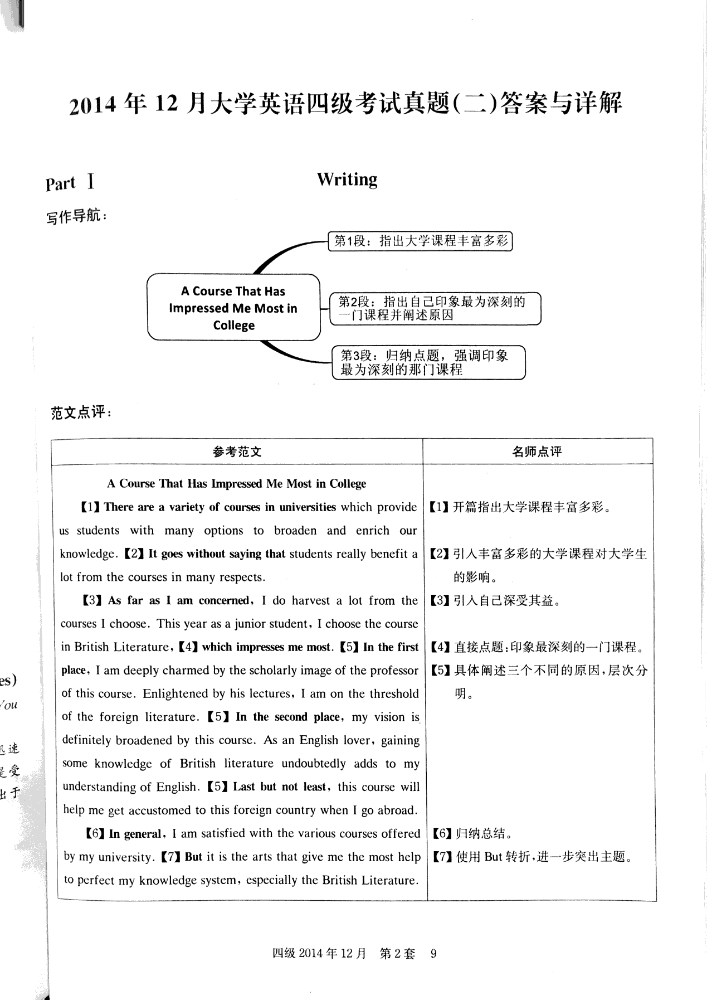 2014 年 12 月大学英语四级考试真题(二)答案与详解
Part Ⅰ
Writing
写作导航：
第1段：指出大学课程丰富多彩
A Course That Has
Impressed Me Most in
College
第2段：指出自己印象最为深刻的
一门课程并阐述原因
第3段：归纳点题，强调印象
最为深刻的那门课程
范文点评：
参考范文
名师点评
A Course That Has Impressed Me Most in College
【1】There are a variety of courses in universities which provide
us students with many options to broaden and enrich our
knowledge.【2】It goes without saying that students really benefit a
lot from the courses in many respects.
【3】As far as I am concerned, I do harvest a lot from the
courses I choose. This year as a junior student, I choose the course
in British Literature,【4】which impresses me most.【5】In the first
place, I am deeply charmed by the scholarly image of the professor
of this course. Enlightened by his lectures, I am on the threshold
of the foreign literature.【5】In the second place, my vision is
definitely broadened by this course. As an English lover, gaining
some knowledge of British literature undoubtedly adds to my
understanding of English.【5】Last but not least, this course will
help me get accustomed to this foreign country when I go abroad.
【6】In general, I am satisfied with the various courses offered
by my university.【7】But it is the arts that give me the most help
to perfect my knowledge system, especially the British Literature.
【1】开篇指出大学课程丰富多彩。
【2】引入丰富多彩的大学课程对大学生
的影响。
【3】引入自己深受其益。
【4】直接点题：印象最深刻的一门课程。
【5】具体阐述三个不同的原因，层次分
明。
【6】归纳总结。
【7】使用 But 转折，进一步突出主题。
es)
You
迅速
是受
出于
四级 2014 年 12 月 第 2 套 9